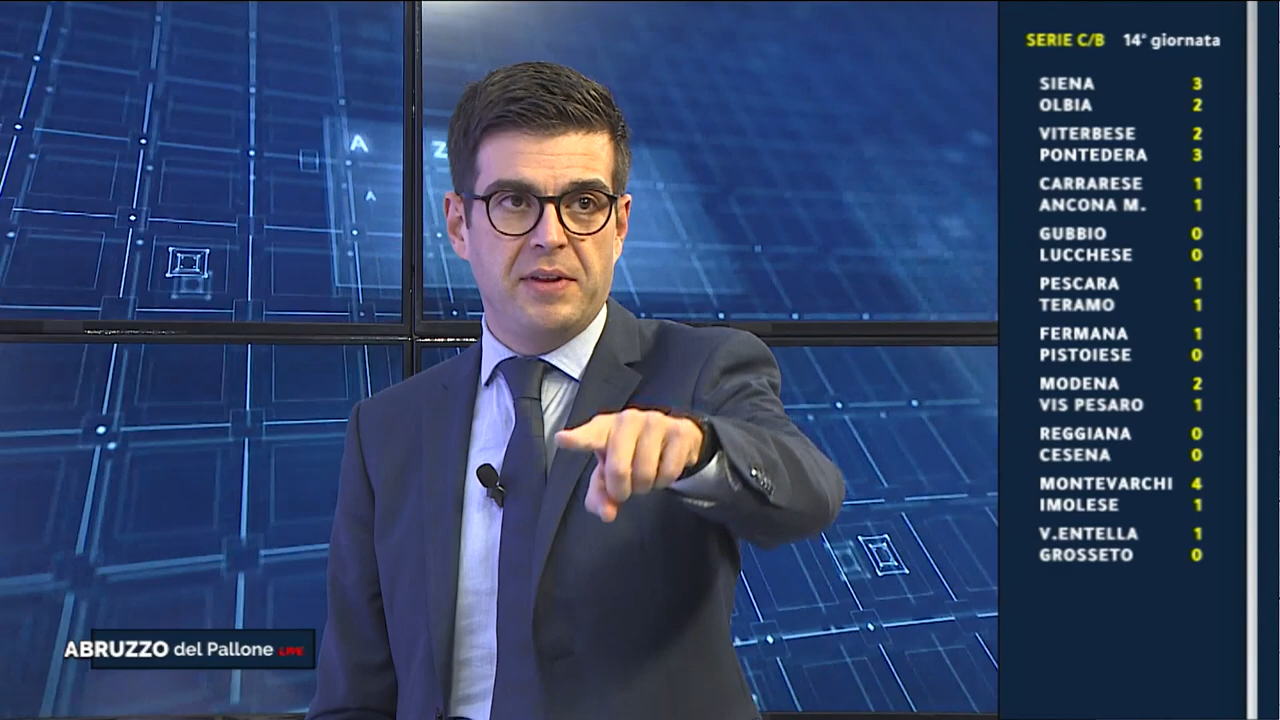 A
Z
A
SERIE C/B 14ª giornata
SIENA 3
OLBIA 2
VITERBESE 2
PONTEDERA 3
CARRARESE 1
ANCONA M. 1
GUBBIO 0
LUCCHESE 0
PESCARA 1
TERAMO 1
FERMANA 1
PISTOIESE 0
MODENA 2
VIS PESARO 1
REGGIANA 0
CESENA 0
MONTEVARCHI 4
IMOLESE 1
V.ENTELLA 1
GROSSETO 0
ABRUZZO del Pallone LIVE